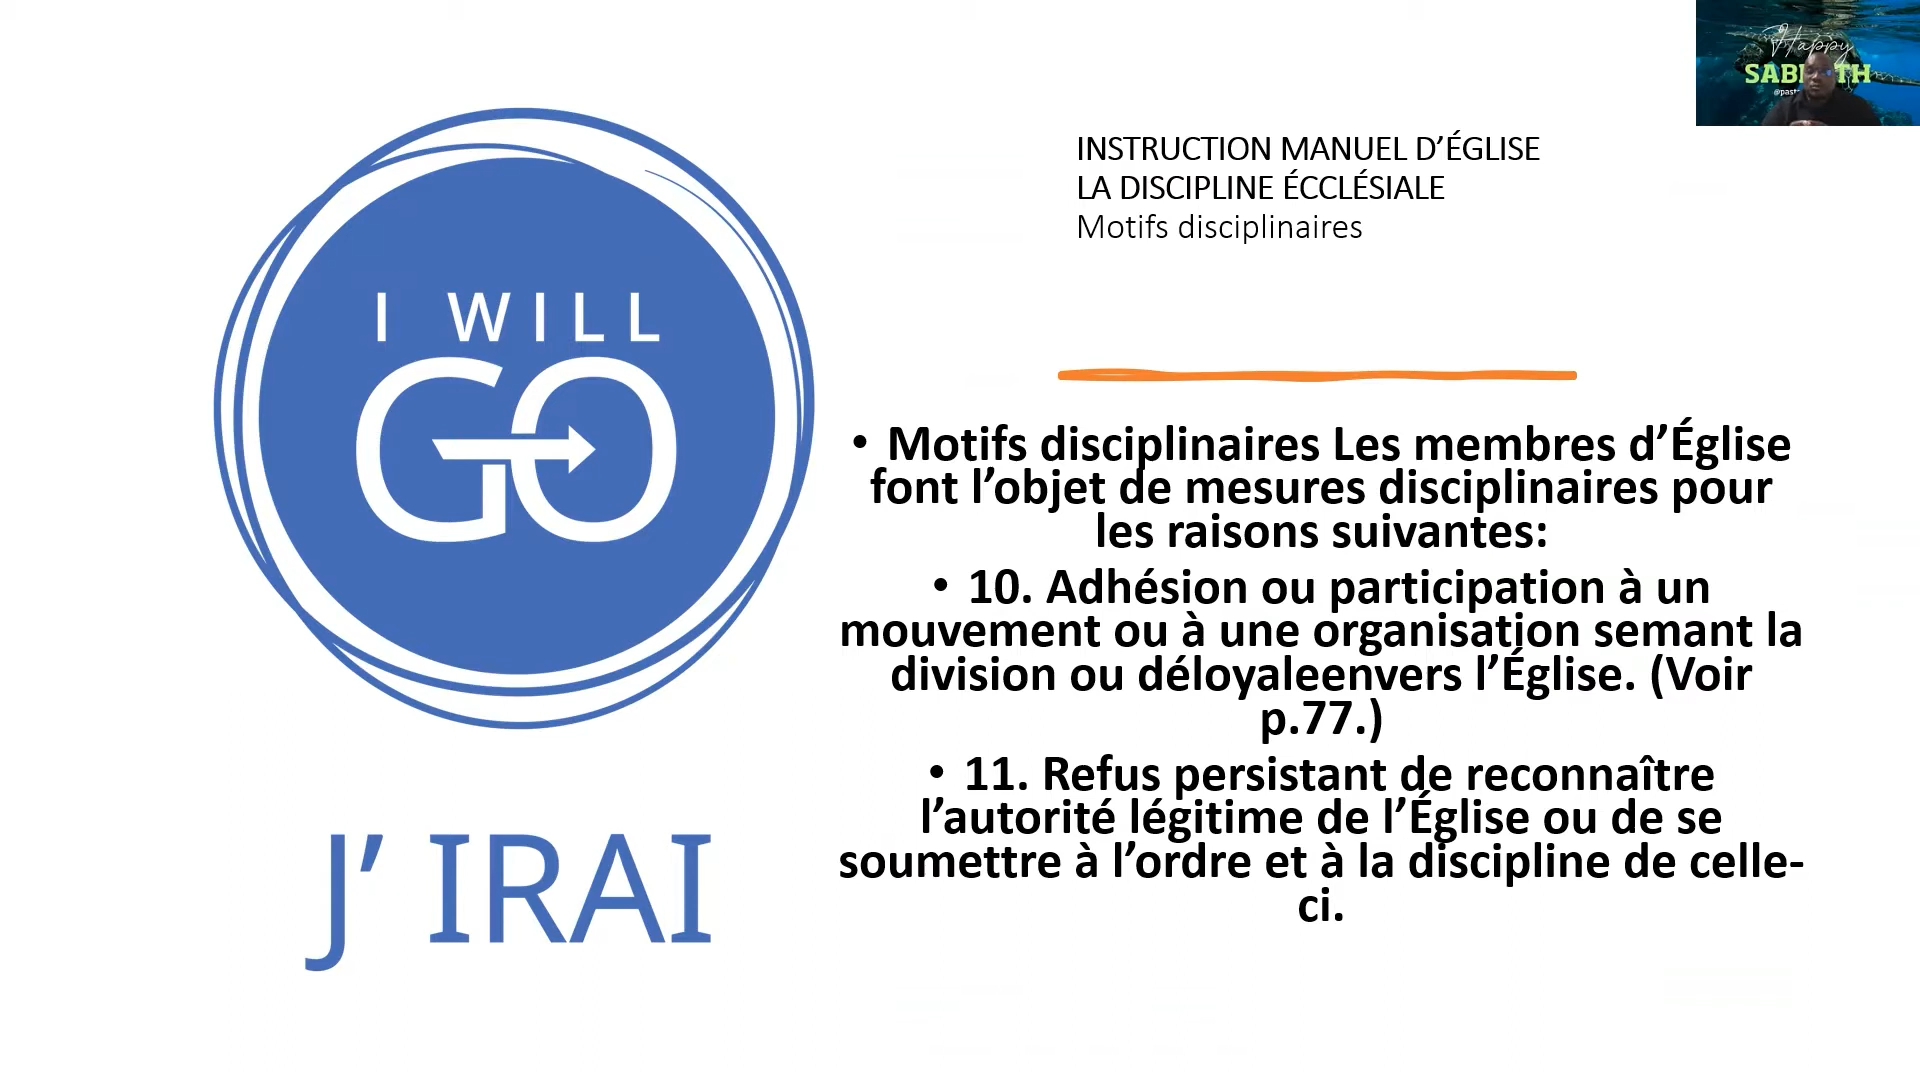 Happy
SABBATH
INSTRUCTION MANUEL D’ÉGLISE
LA DISCIPLINE ÉCCLÉSIALE
Motifs disciplinaires
I WILL
GO
J’ IRAI
• Motifs disciplinaires Les membres d’Église
font l’objet de mesures disciplinaires pour
les raisons suivantes:
• 10. Adhésion ou participation à un
mouvement ou à une organisation semant la
division ou déloyaleenvers l’Église. (Voir
p.77.)
• 11. Refus persistant de reconnaître
l’autorité légitime de l’Église ou de se
soumettre à l’ordre et à la discipline de celle-
ci.